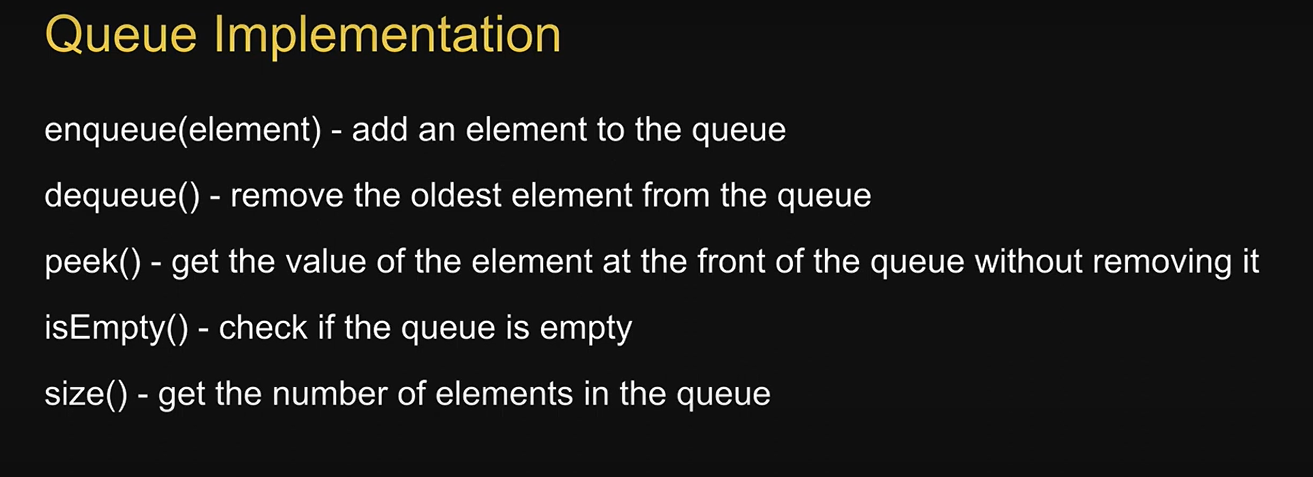 Queue Implementation
enqueue(element) - add an element to the queue
dequeue() - remove the oldest element from the queue
peek() - get the value of the element at the front of the queue without removing it
isEmpty() - check if the queue is empty
size() - get the number of elements in the queue